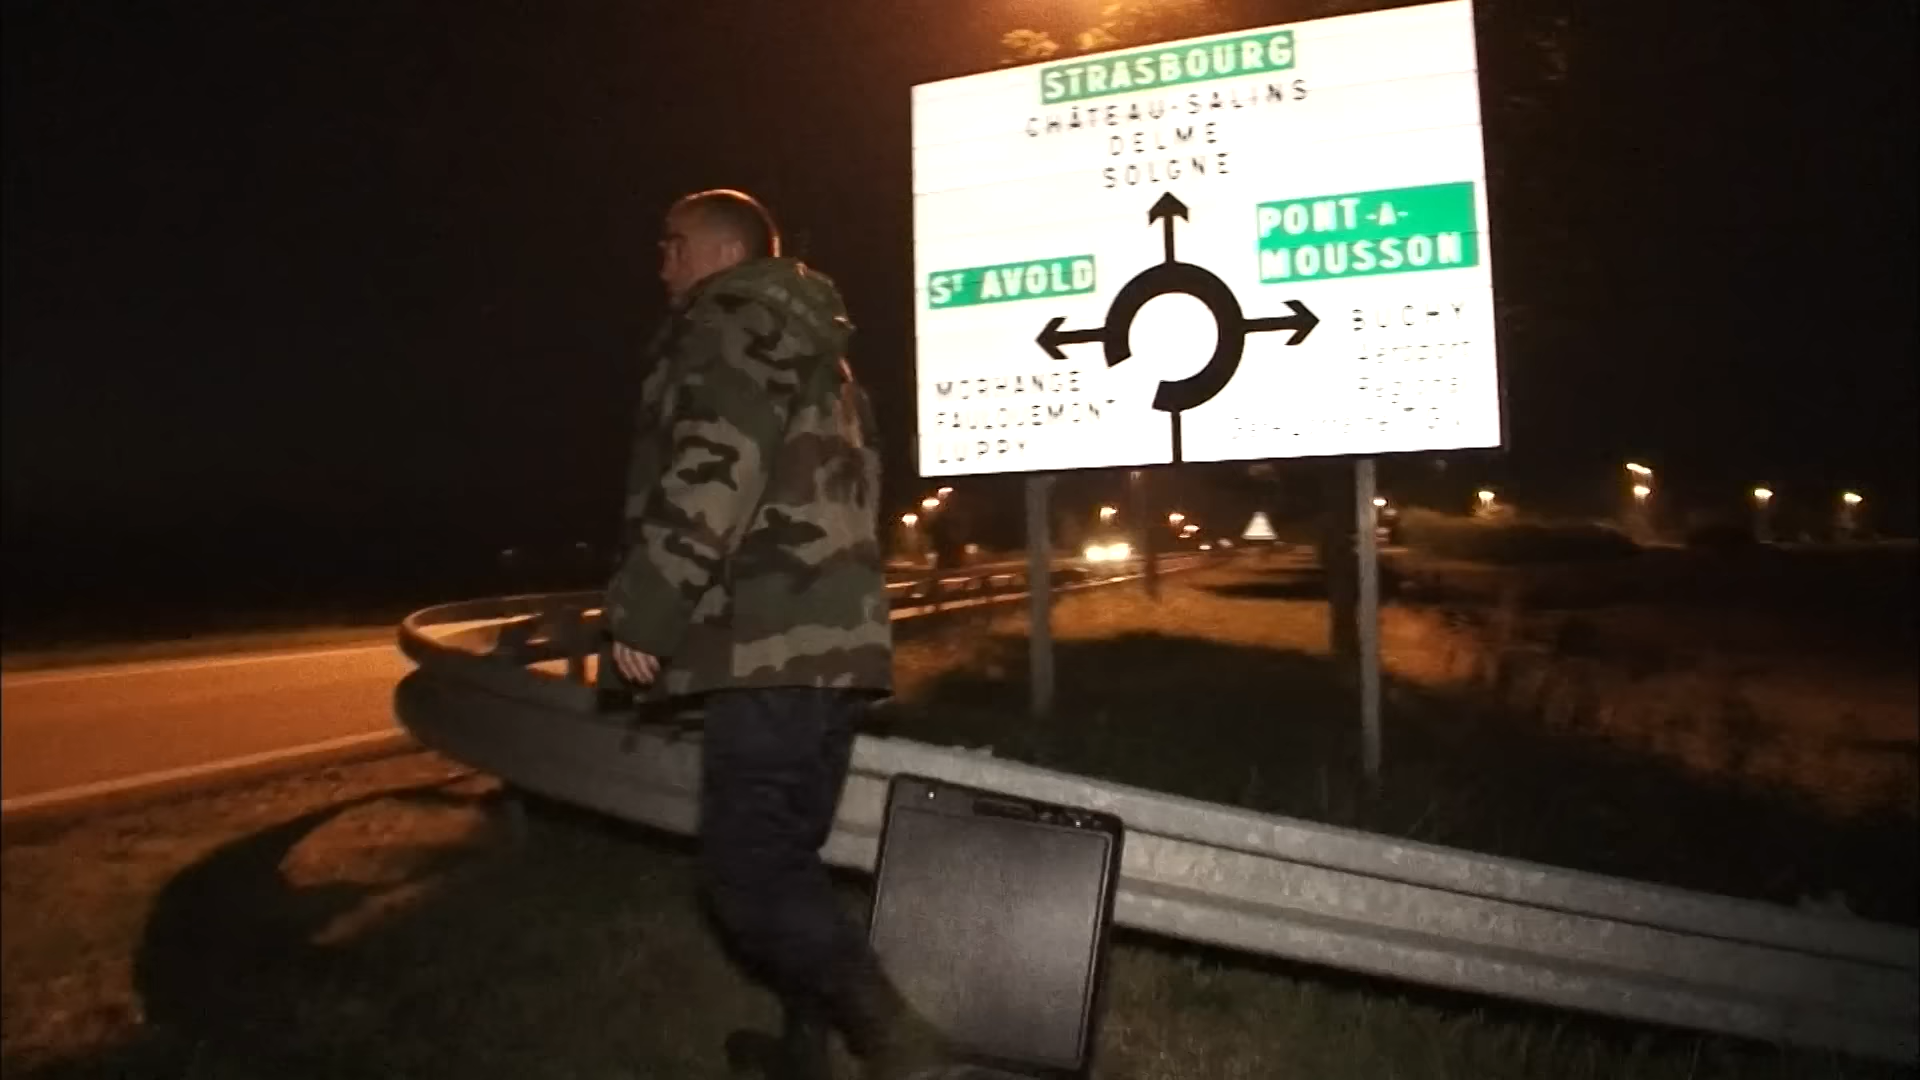 STRASBOURG
CHÂTEAU-SALINS
DELME
SOLGNE
PONT-A-
MOUSSON
ST AVOLD
BUCHY
MORHANGE
FAULQUEMONT
LUPPY